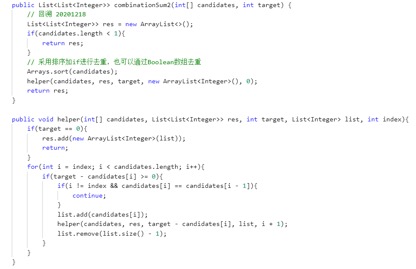 public List<List<Integer>> combinationSum2(int[] candidates, int target) {
// 回溯 20201218
List<List<Integer>> res = new ArrayList<>();
if(candidates.length < 1){
return res;
}
// 采用排序加if进行去重，也可以通过Boolean的组去重
Arrays.sort(candidates);
helper(candidates, res, target, new ArrayList<Integer>(), 0);
return res;
}
public void helper(int[] candidates, List<List<Integer>> res, int target, List<Integer> list, int index){
if(target == 0){
res.add(new ArrayList<Integer>(list));
return;
}
for(int i = index; i < candidates.length; i++){
if(target - candidates[i] >= 0){
if(i != index && candidates[i] == candidates[i - 1]){
continue;
}
list.add(candidates[i]);
helper(candidates, res, target - candidates[i], list, i + 1);
list.remove(list.size() - 1);
}
}
}